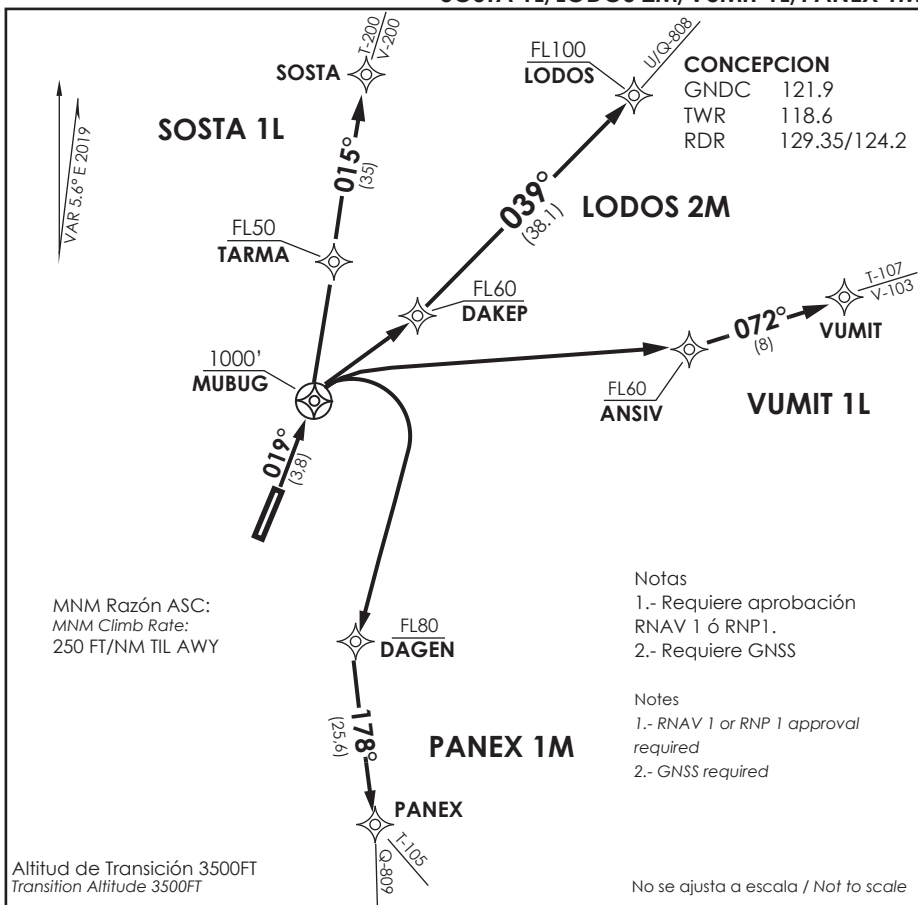 SOSTA 1L, LODOS 2M, VUMIT 1L, PANEX 1M
T-200
V-200
SOSTA
FL100
LODOS
U/Q-808
CONCEPCION
GNDC 121.9
TWR 118.6
RDR 129.35/124.2
VAR 5.6° E 2019
SOSTA 1L
015°
(35)
039°
(38.1)
LODOS 2M
FL50
TARMA
FL60
DAKEP
T-107
V-103
072°
(8)
VUMIT
1000'
MUBUG
FL60
ANSIV
VUMIT 1L
019°
(3,8)
MNM Razón ASC:
MNM Climb Rate:
250 FT/NM TIL AWY
Notas
1.- Requiere aprobación
RNAV 1 ó RNP1.
2.- Requiere GNSS
FL80
DAGEN
Notes
1.- RNAV 1 or RNP 1 approval
required
2.- GNSS required
178°
(25,6)
PANEX 1M
PANEX
T-105
Q-809
Altitud de Transición 3500FT
Transition Altitude 3500FT
No se ajusta a escala / Not to scale